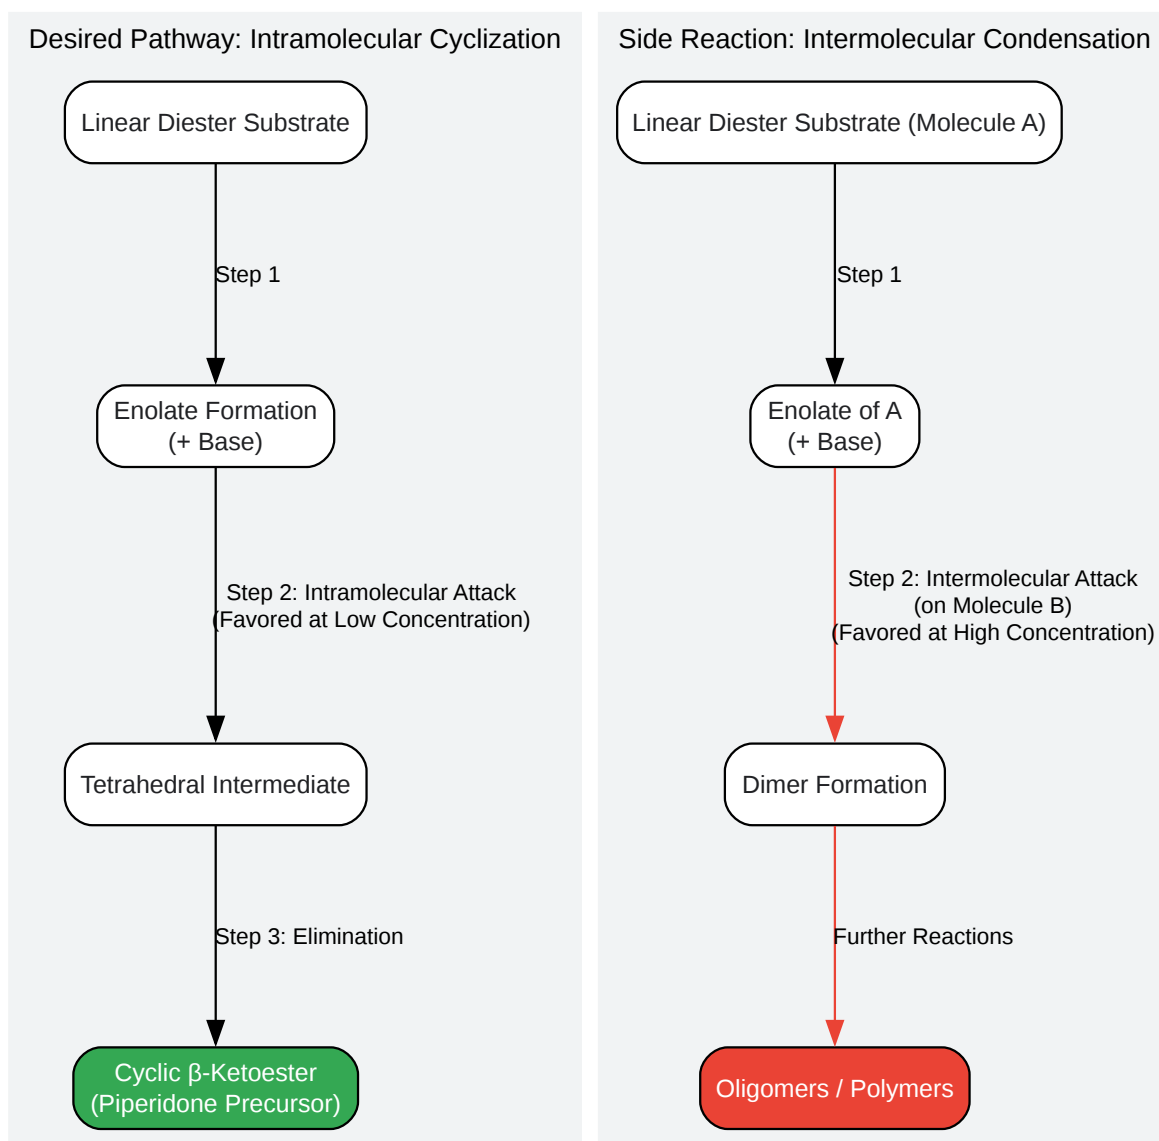 Desired Pathway: Intramolecular Cyclization
Linear Diester Substrate
Step 1
Enolate Formation
(+ Base)
Step 2: Intramolecular Attack
(Favored at Low Concentration)
Tetrahedral Intermediate
Step 3: Elimination
Cyclic β-Ketoester
(Piperidone Precursor)
Side Reaction: Intermolecular Condensation
Linear Diester Substrate (Molecule A)
Step 1
Enolate of A
(+ Base)
Step 2: Intermolecular Attack
(on Molecule B)
(Favored at High Concentration)
Dimer Formation
Further Reactions
Oligomers / Polymers